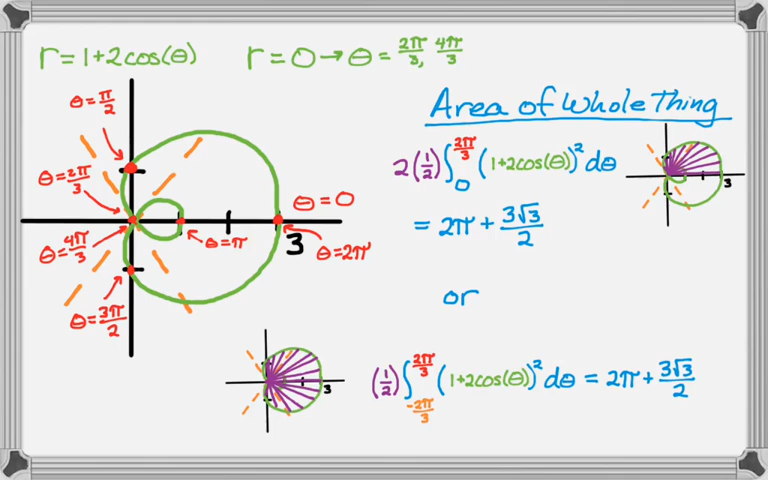 r = 1+2cos(θ)
r = 0 → θ = 2π/3, 4π/3
Area of Whole Thing
θ = π/2
θ = 2π/3
θ = 0
θ = 4π/3
θ = π
3
θ = 2π
θ = 3π/2
2(1/2)∫_0^{2π/3} (1+2cos(θ))^2 dθ
3
= 2π + 3√3/2
or
3
(1/2)∫_{-2π/3}^{2π/3} (1+2cos(θ))^2 dθ = 2π + 3√3/2